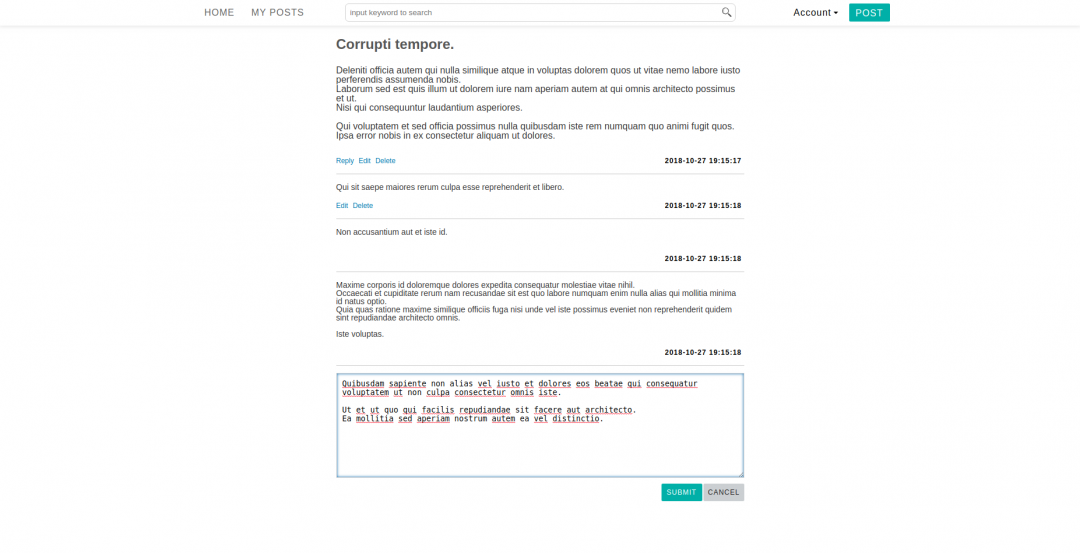 HOME MY POSTS input keyword to search Account POST
Corrupti tempore.
Deleniti officia autem qui nulla similique atque in voluptas dolorem quos ut vitae nemo labore iusto
perferendis assumenda nobis.
Laborum sed est quis illum ut dolorem iure nam aperiam autem at qui omnis architecto possimus
et ut.
Nisi qui consequuntur laudantium asperiores.
Qui voluptatem et sed officia possimus nulla quibusdam iste rem numquam quo animi fugit quos.
Ipsa error nobis in ex consectetur aliquam ut dolores.
Reply Edit Delete 2018-10-27 19:15:17
Qui sit saepe maiores rerum culpa esse reprehenderit et libero.
Edit Delete 2018-10-27 19:15:18
Non accusantium aut et iste id.
2018-10-27 19:15:18
Maxime corporis id doloremque dolores expedita consequatur molestiae vitae nihil.
Occaecati et cupiditate rerum nam recusandae sit est quo labore numquam enim nulla alias qui mollitia minima
id natus optio.
Quia quas ratione maxime similique officiis fuga nisi unde vel iste possimus eveniet non reprehenderit quidem
sint repudiandae architecto omnis.
Iste voluptas.
2018-10-27 19:15:18
Quibusdam sapiente non alias vel iusto et dolores eos beatae qui consequatur
voluptatem ut non culpa consectetur omnis iste.
Ut et ut quo qui facilis repudiandae sit facere aut architecto.
Ea mollitia sed aperiam nostrum autem ea vel distinctio.
SUBMIT CANCEL